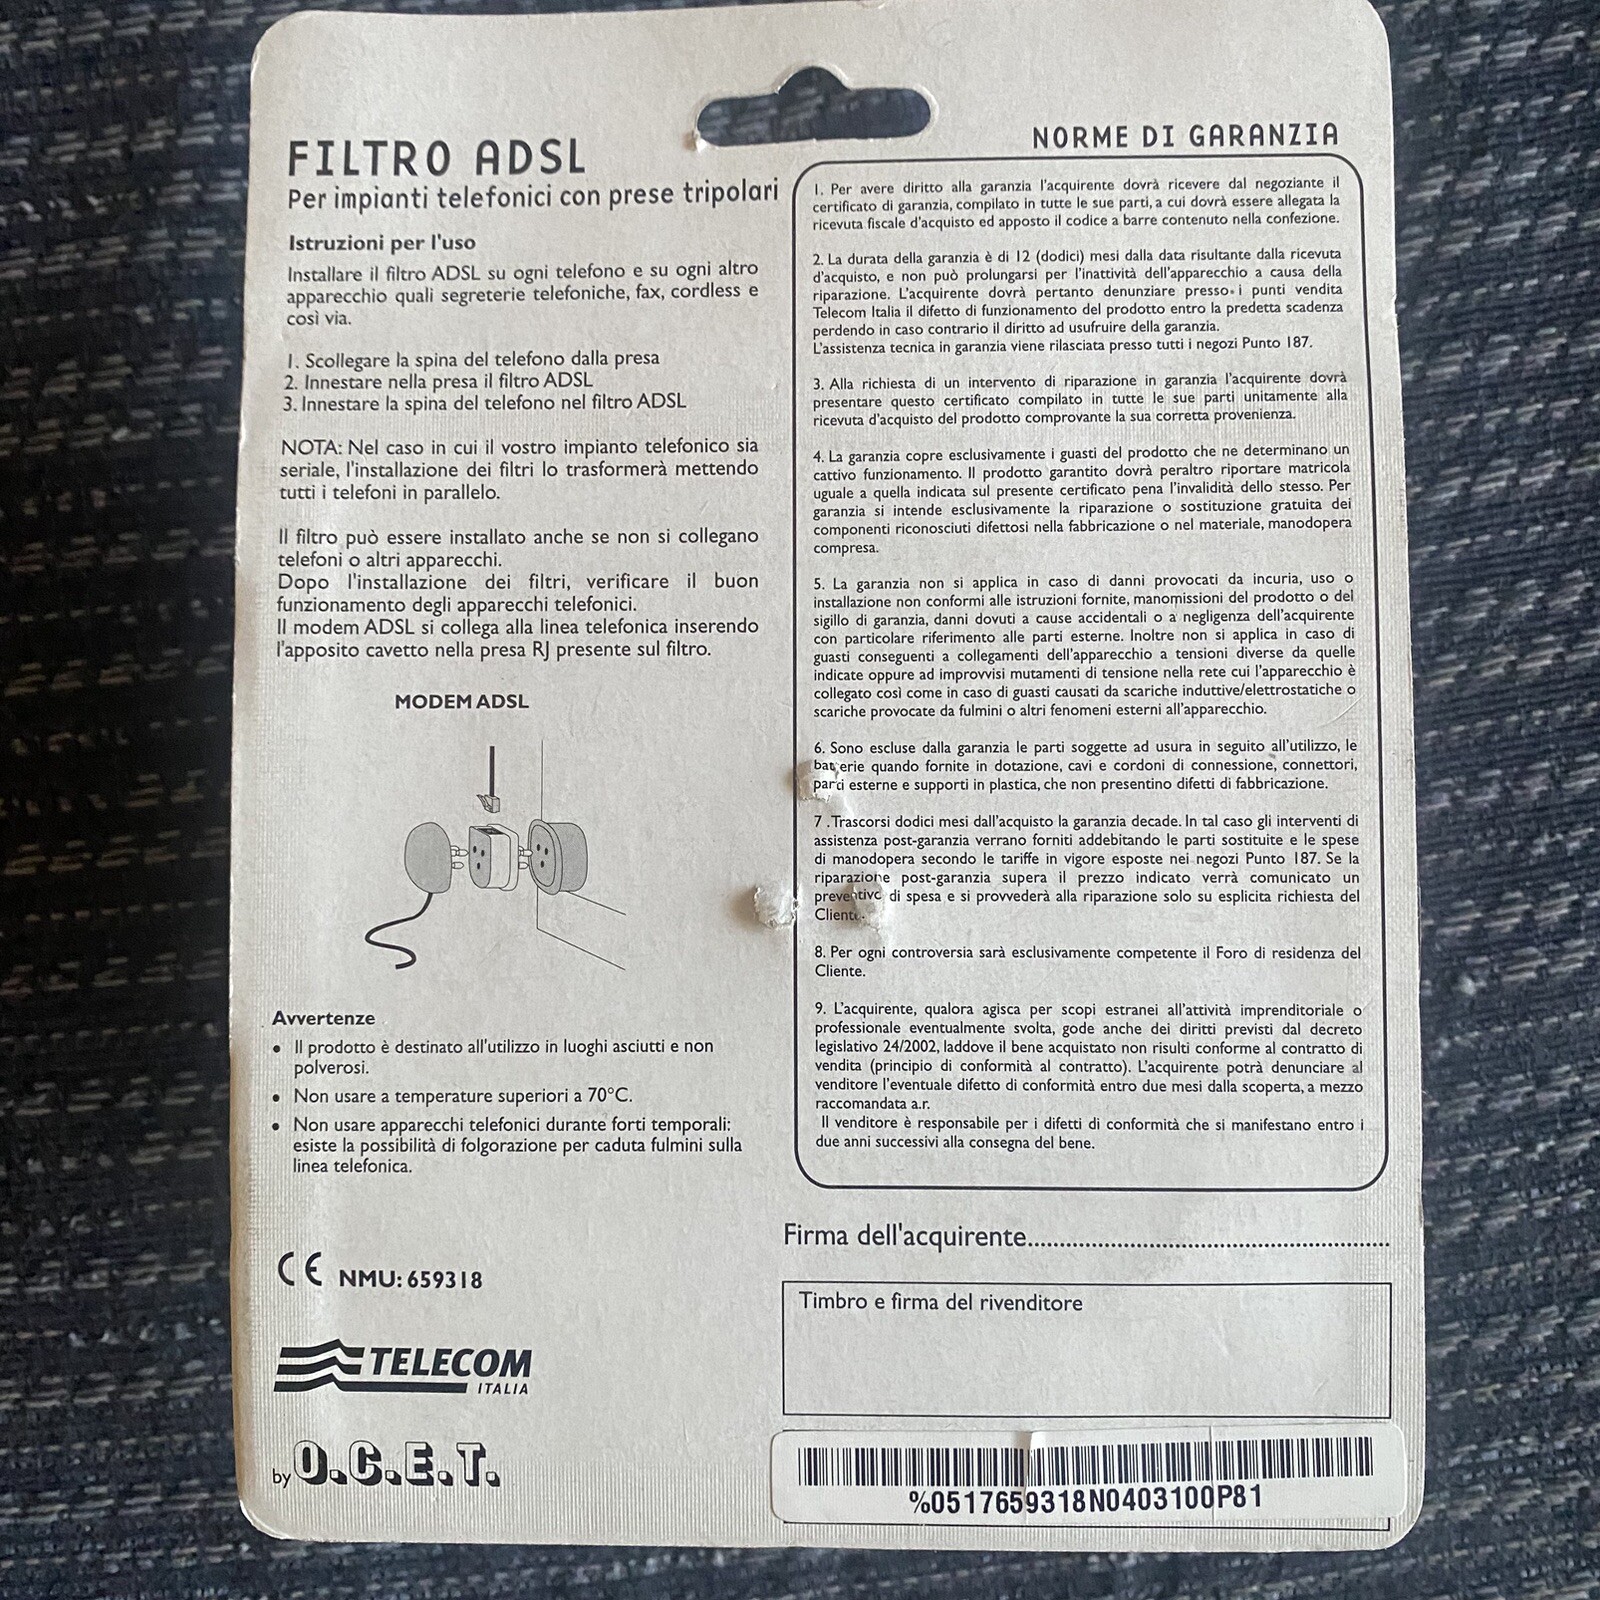 FILTRO ADSL
Per impianti telefonici con prese tripolari
Istruzioni per l'uso
Installare il filtro ADSL su ogni telefono e su ogni altro
apparecchio quali segreterie telefoniche, fax, cordless e
così via.
1. Scollegare la spina del telefono dalla presa
2. Innestare nella presa il filtro ADSL
3. Innestare la spina del telefono nel filtro ADSL
NOTA: Nel caso in cui il vostro impianto telefonico sia
seriale, l'installazione dei filtri lo trasformerà mettendo
tutti i telefoni in parallelo.
Il filtro può essere installato anche se non si collegano
telefoni o altri apparecchi.
Dopo l'installazione dei filtri, verificare il buon
funzionamento degli apparecchi telefonici.
Il modem ADSL si collega alla linea telefonica inserendo
l'apposito cavetto nella presa RJ presente sul filtro.
MODEM ADSL
Avvertenze
• Il prodotto è destinato all'utilizzo in luoghi asciutti e non
polverosi.
• Non usare a temperature superiori a 70°C.
• Non usare apparecchi telefonici durante forti temporali:
esiste la possibilità di folgorazione per caduta fulmini sulla
linea telefonica.
CE NMU: 659318
TELECOM
ITALIA
by O.C.E.T.
NORME DI GARANZIA
1. Per avere diritto alla garanzia l'acquirente dovrà ricevere dal negoziante il
certificato di garanzia, compilato in tutte le sue parti, a cui dovrà essere allegata la
ricevuta fiscale d'acquisto ed apposto il codice a barre contenuto nella confezione.
2. La durata della garanzia è di 12 (dodici) mesi dalla data risultante dalla ricevuta
d'acquisto, e non può prolungarsi per l'inattività dell'apparecchio a causa della
riparazione. L'acquirente dovrà pertanto denunziare presso i punti vendita
Telecom Italia il difetto di funzionamento del prodotto entro la predetta scadenza
perdendo in caso contrario il diritto ad usufruire della garanzia.
L'assistenza tecnica in garanzia viene rilasciata presso tutti i negozi Punto 187.
3. Alla richiesta di un intervento di riparazione in garanzia l'acquirente dovrà
presentare questo certificato compilato in tutte le sue parti unitamente alla
ricevuta d'acquisto del prodotto comprovante la sua corretta provenienza.
4. La garanzia copre esclusivamente i guasti del prodotto che ne determinano un
cattivo funzionamento. Il prodotto garantito dovrà peraltro riportare matricola
uguale a quella indicata sul presente certificato pena l'invalidità dello stesso. Per
garanzia si intende esclusivamente la riparazione o sostituzione gratuita dei
componenti riconosciuti difettosi nella fabbricazione o nel materiale, manodopera
compresa.
5. La garanzia non si applica in caso di danni provocati da incuria, uso o
installazione non conformi alle istruzioni fornite, manomissioni del prodotto o del
sigillo di garanzia, danni dovuti a cause accidentali o a negligenza dell'acquirente
con particolare riferimento alle parti esterne. Inoltre non si applica in caso di
guasti conseguenti a collegamenti dell'apparecchio a tensioni diverse da quelle
indicate oppure ad improvvisi mutamenti di tensione nella rete cui l'apparecchio è
collegato così come in caso di guasti causati da scariche induttive/elettrostatiche o
scariche provocate da fulmini o altri fenomeni esterni all'apparecchio.
6. Sono escluse dalla garanzia le parti soggette ad usura in seguito all'utilizzo, le
batterie quando fornite in dotazione, cavi e cordoni di connessione, connettori,
parti esterne e supporti in plastica, che non presentino difetti di fabbricazione.
7 .Trascorsi dodici mesi dall'acquisto la garanzia decade. In tal caso gli interventi di
assistenza post-garanzia verrano forniti addebitando le parti sostituite e le spese
di manodopera secondo le tariffe in vigore esposte nei negozi Punto 187. Se la
riparazione post-garanzia supera il prezzo indicato verrà comunicato un
preventivo di spesa e si provvederà alla riparazione solo su esplicita richiesta del
Cliente.
8. Per ogni controversia sarà esclusivamente competente il Foro di residenza del
Cliente.
9. L'acquirente, qualora agisca per scopi estranei all'attività imprenditoriale o
professionale eventualmente svolta, gode anche dei diritti previsti dal decreto
legislativo 24/2002, laddove il bene acquistato non risulti conforme al contratto di
vendita (principio di conformità al contratto). L'acquirente potrà denunciare al
venditore l'eventuale difetto di conformità entro due mesi dalla scoperta, a mezzo
raccomandata a.r.
Il venditore è responsabile per i difetti di conformità che si manifestano entro i
due anni successivi alla consegna del bene.
Firma dell'acquirente........................................................
Timbro e firma del rivenditore
%0517659318N0403100P81